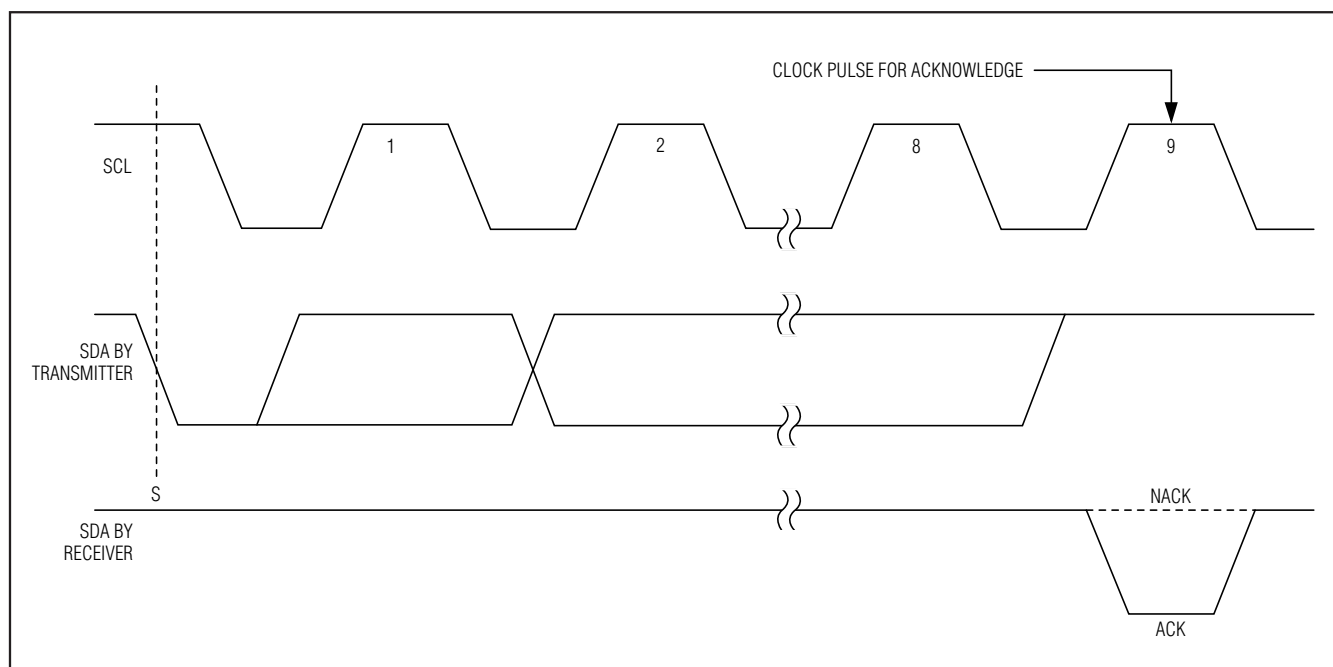 CLOCK PULSE FOR ACKNOWLEDGE
SCL
1
2
8
9
SDA BY
TRANSMITTER
S
SDA BY
RECEIVER
NACK
ACK